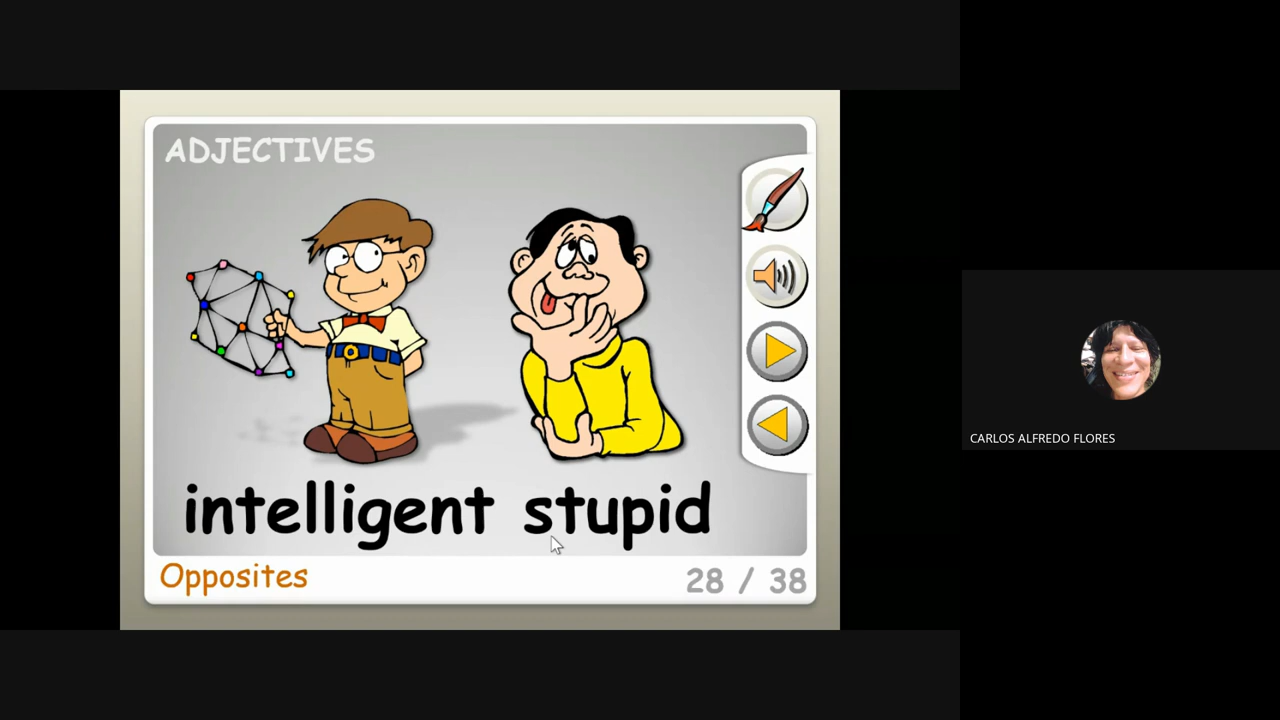 ADJECTIVES
intelligent stupid
Opposites
28 / 38
CARLOS ALFREDO FLORES